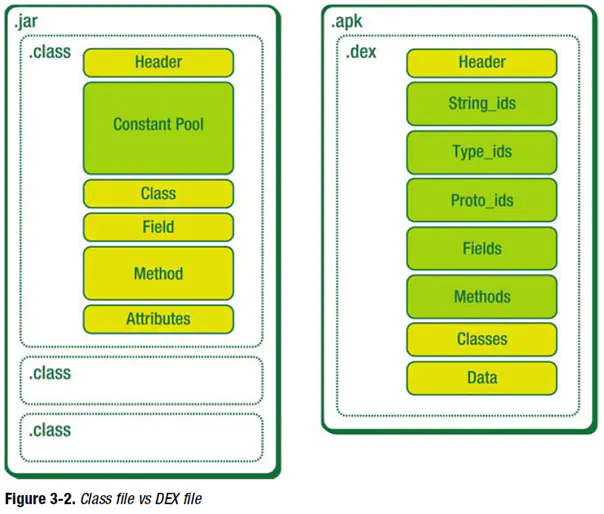 .jar
.class
Header
Constant Pool
Class
Field
Method
Attributes
.class
.class
.apk
.dex
Header
String_ids
Type_ids
Proto_ids
Fields
Methods
Classes
Data
Figure 3-2. Class file vs DEX file